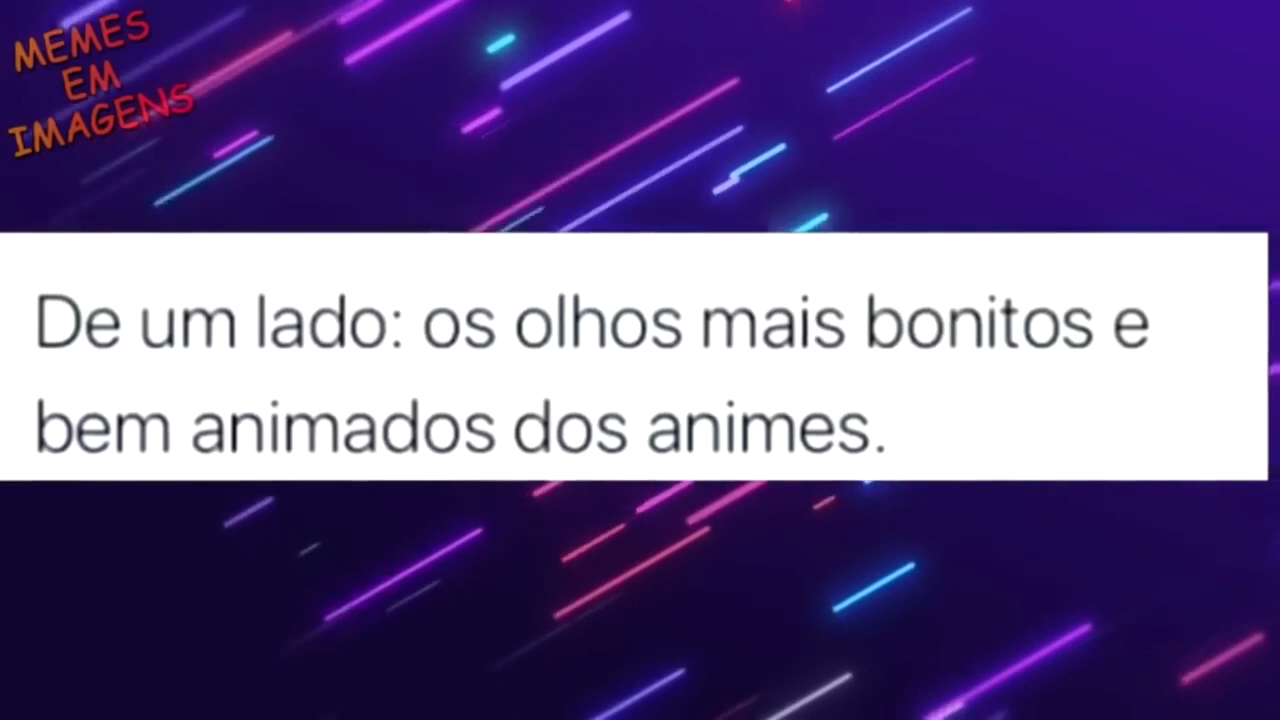 MEMES
EM
IMAGENS
De um lado: os olhos mais bonitos e
bem animados dos animes.